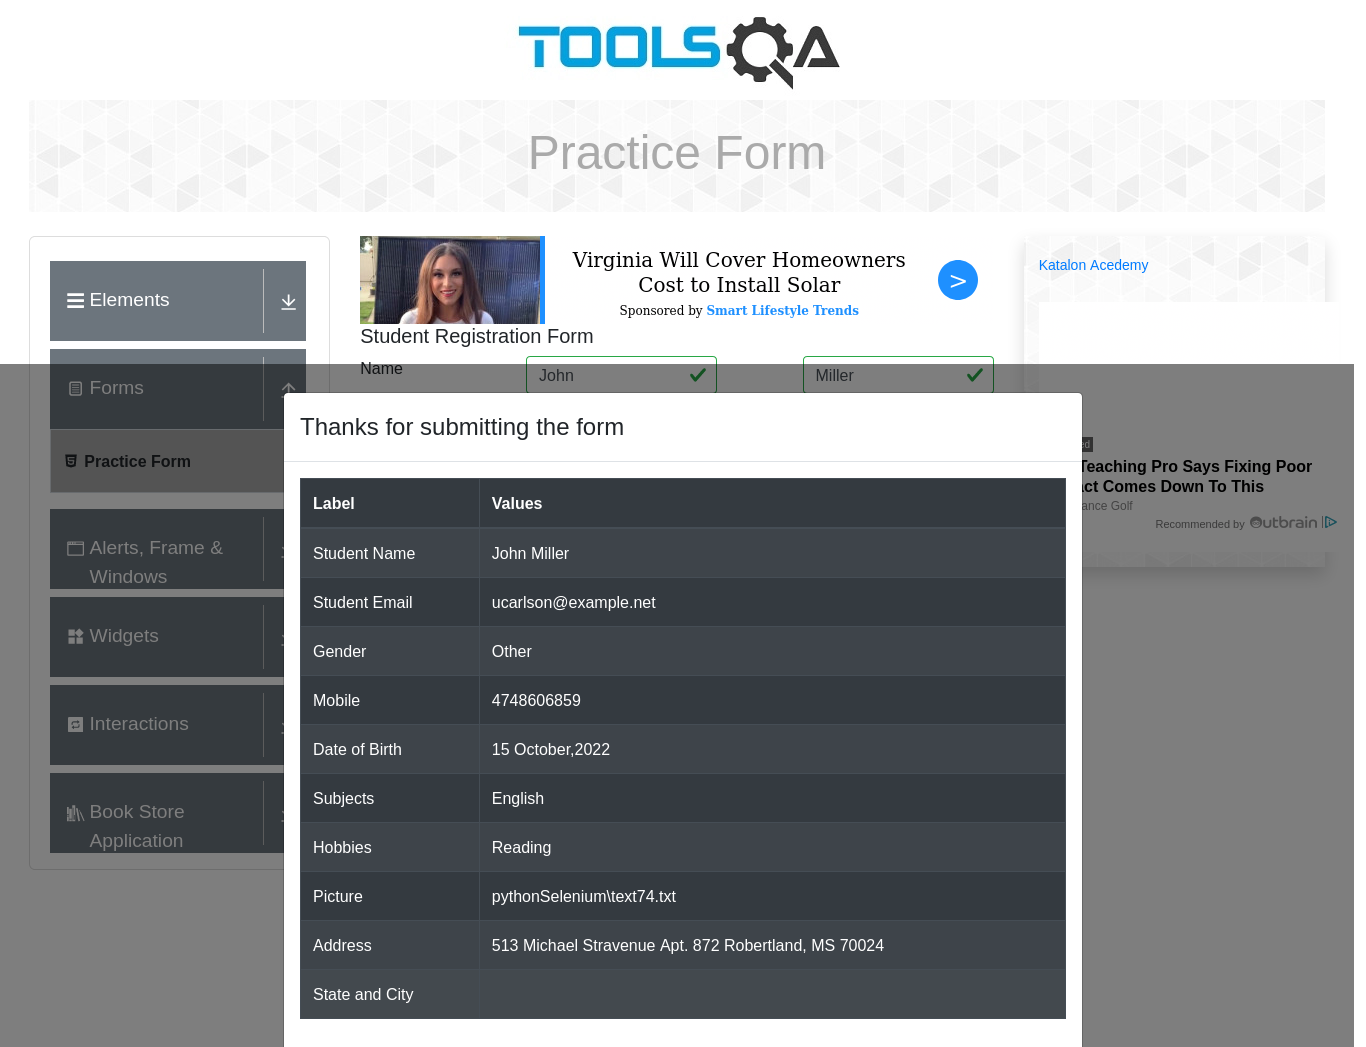 TOOLSQA
Practice Form
Elements
Forms
Practice Form
Alerts, Frame &
Windows
Widgets
Interactions
Book Store
Application
Virginia Will Cover Homeowners
Cost to Install Solar
Sponsored by Smart Lifestyle Trends
>
Student Registration Form
Name
John
Miller
Katalon Acedemy
Teaching Pro Says Fixing Poor
Comes Down To This
Golf
Recommended by Outbrain
Thanks for submitting the form
Label Values
Student Name John Miller
Student Email ucarlson@example.net
Gender Other
Mobile 4748606859
Date of Birth 15 October,2022
Subjects English
Hobbies Reading
Picture pythonSelenium\text74.txt
Address 513 Michael Stravenue Apt. 872 Robertland, MS 70024
State and City